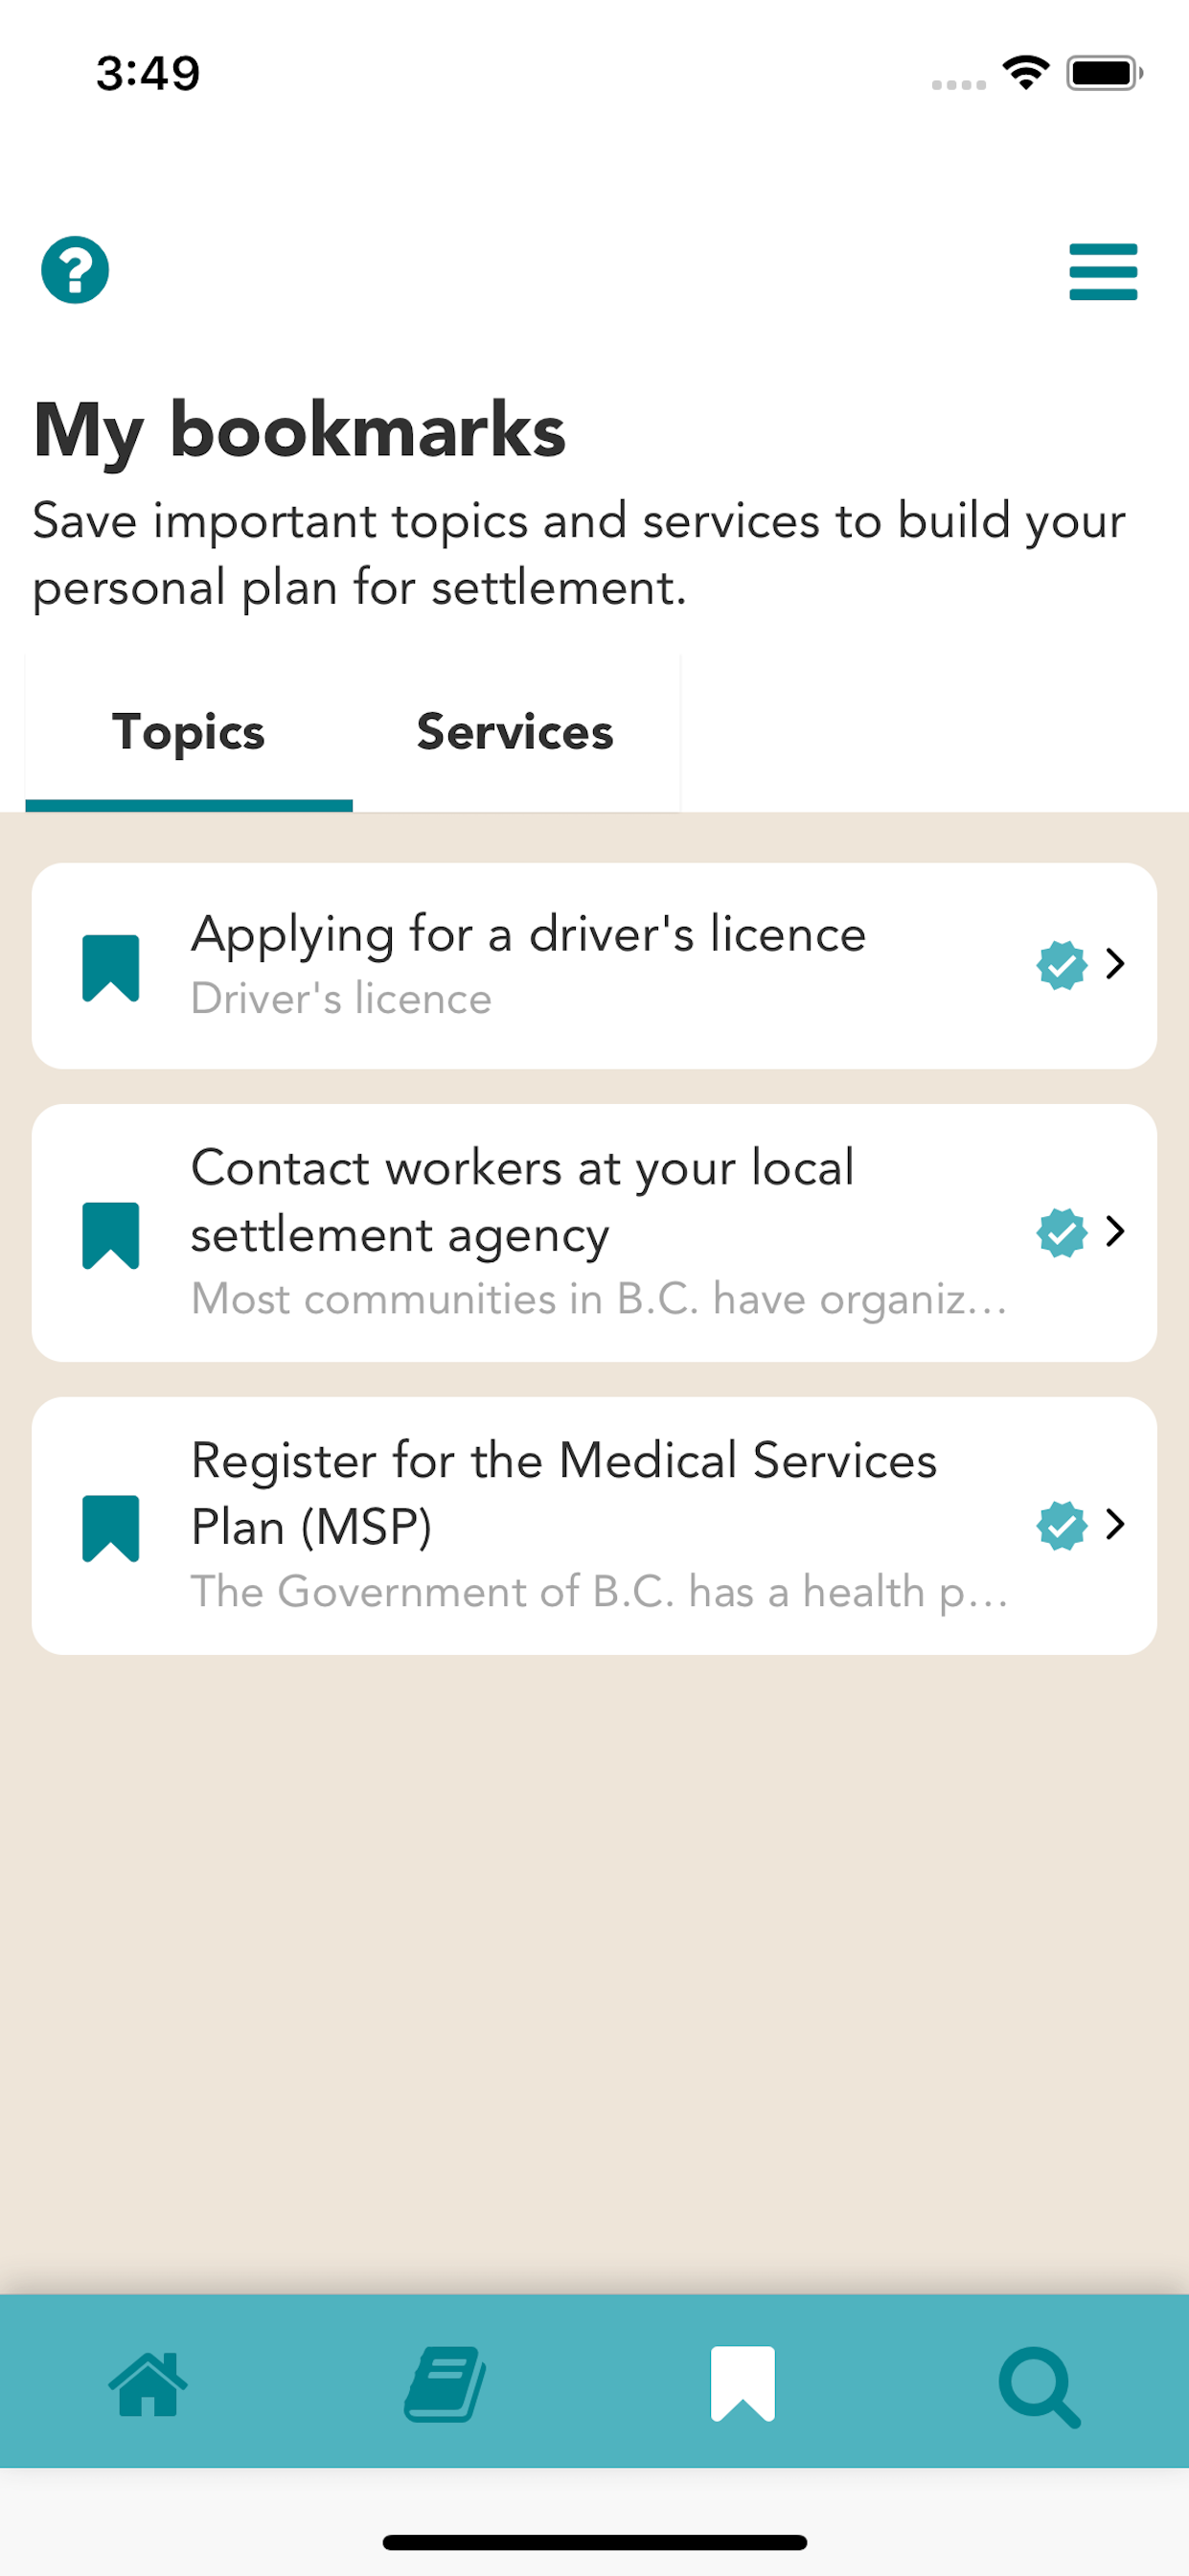 3:49
My bookmarks
Save important topics and services to build your
personal plan for settlement.
Topics
Services
Applying for a driver's licence
Driver's licence
Contact workers at your local
settlement agency
Most communities in B.C. have organiz...
Register for the Medical Services
Plan (MSP)
The Government of B.C. has a health p...